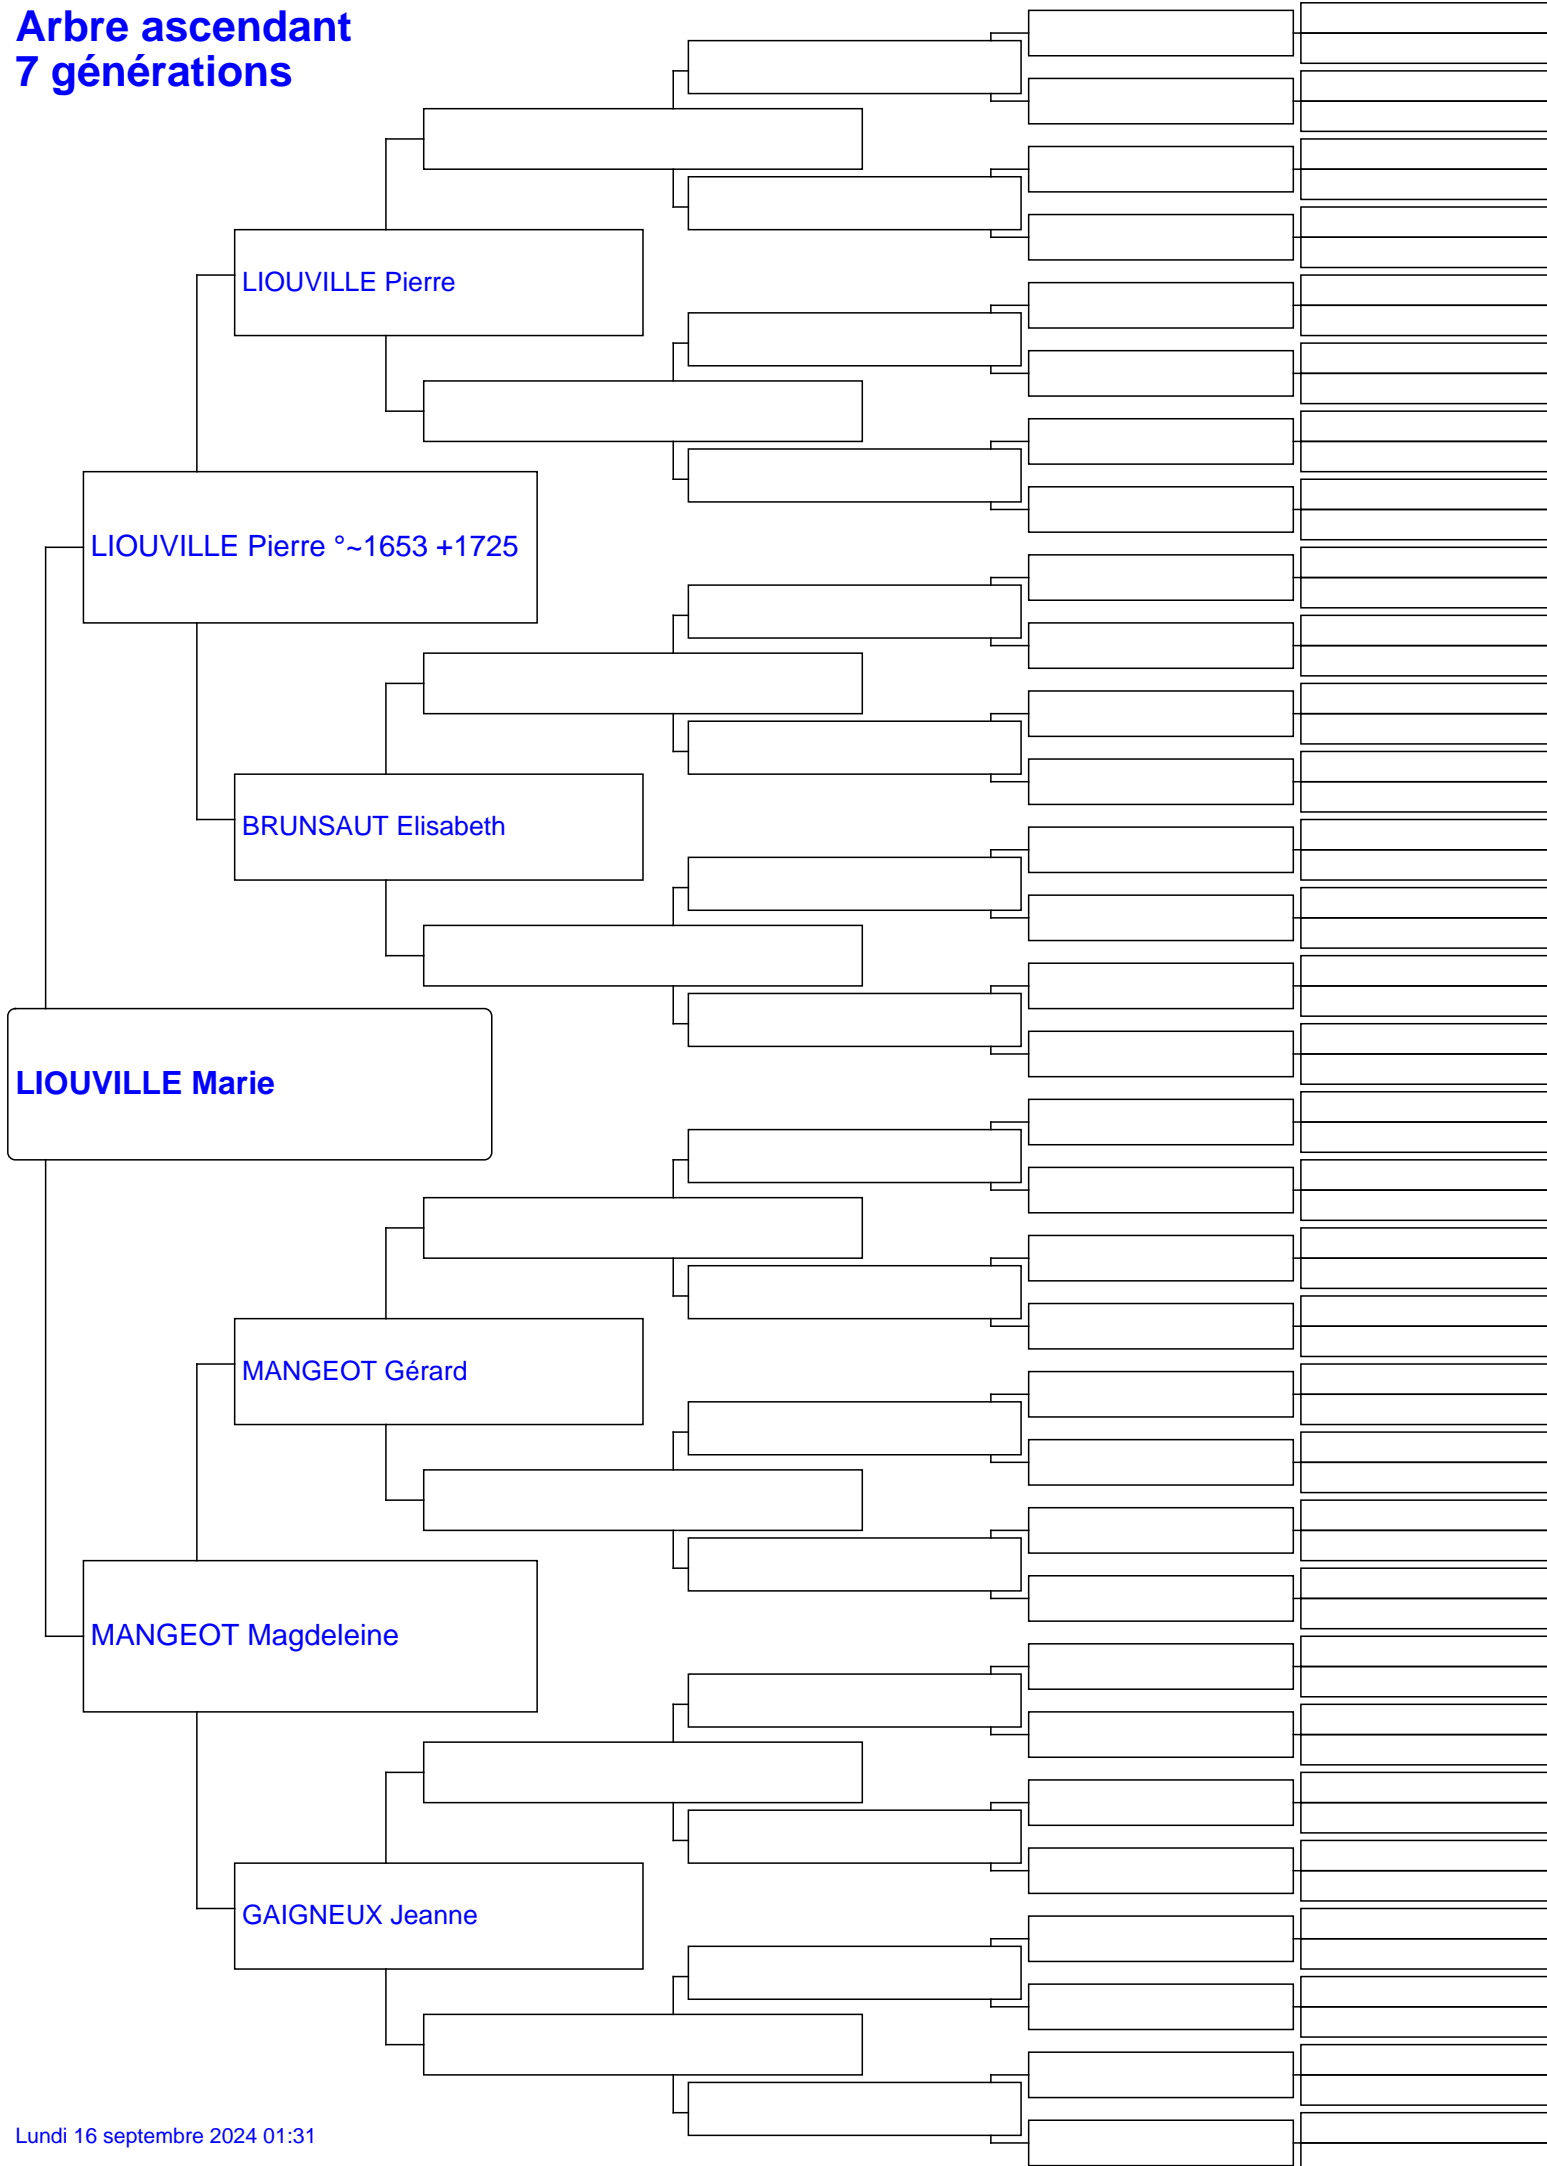 Arbre ascendant
7 générations
LIOUVILLE Pierre
LIOUVILLE Pierre °~1653 +1725
BRUNSAUT Elisabeth
LIOUVILLE Marie
MANGEOT Gérard
MANGEOT Magdeleine
GAIGNEUX Jeanne
Lundi 16 septembre 2024 01:31